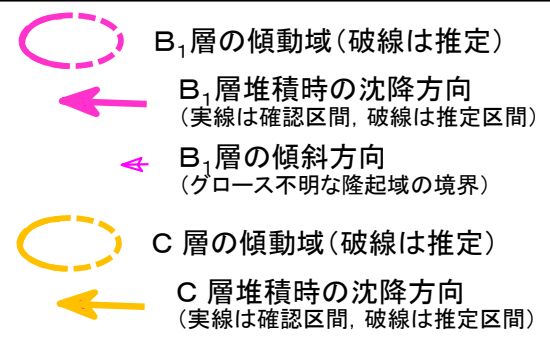 B₁層の傾動域（破線は推定）
B₁層堆積時の沈降方向
（実線は確認区間，破線は推定区間）
B₁層の傾斜方向
（グロース不明な隆起域の境界）
C 層の傾動域（破線は推定）
C 層堆積時の沈降方向
（実線は確認区間，破線は推定区間）